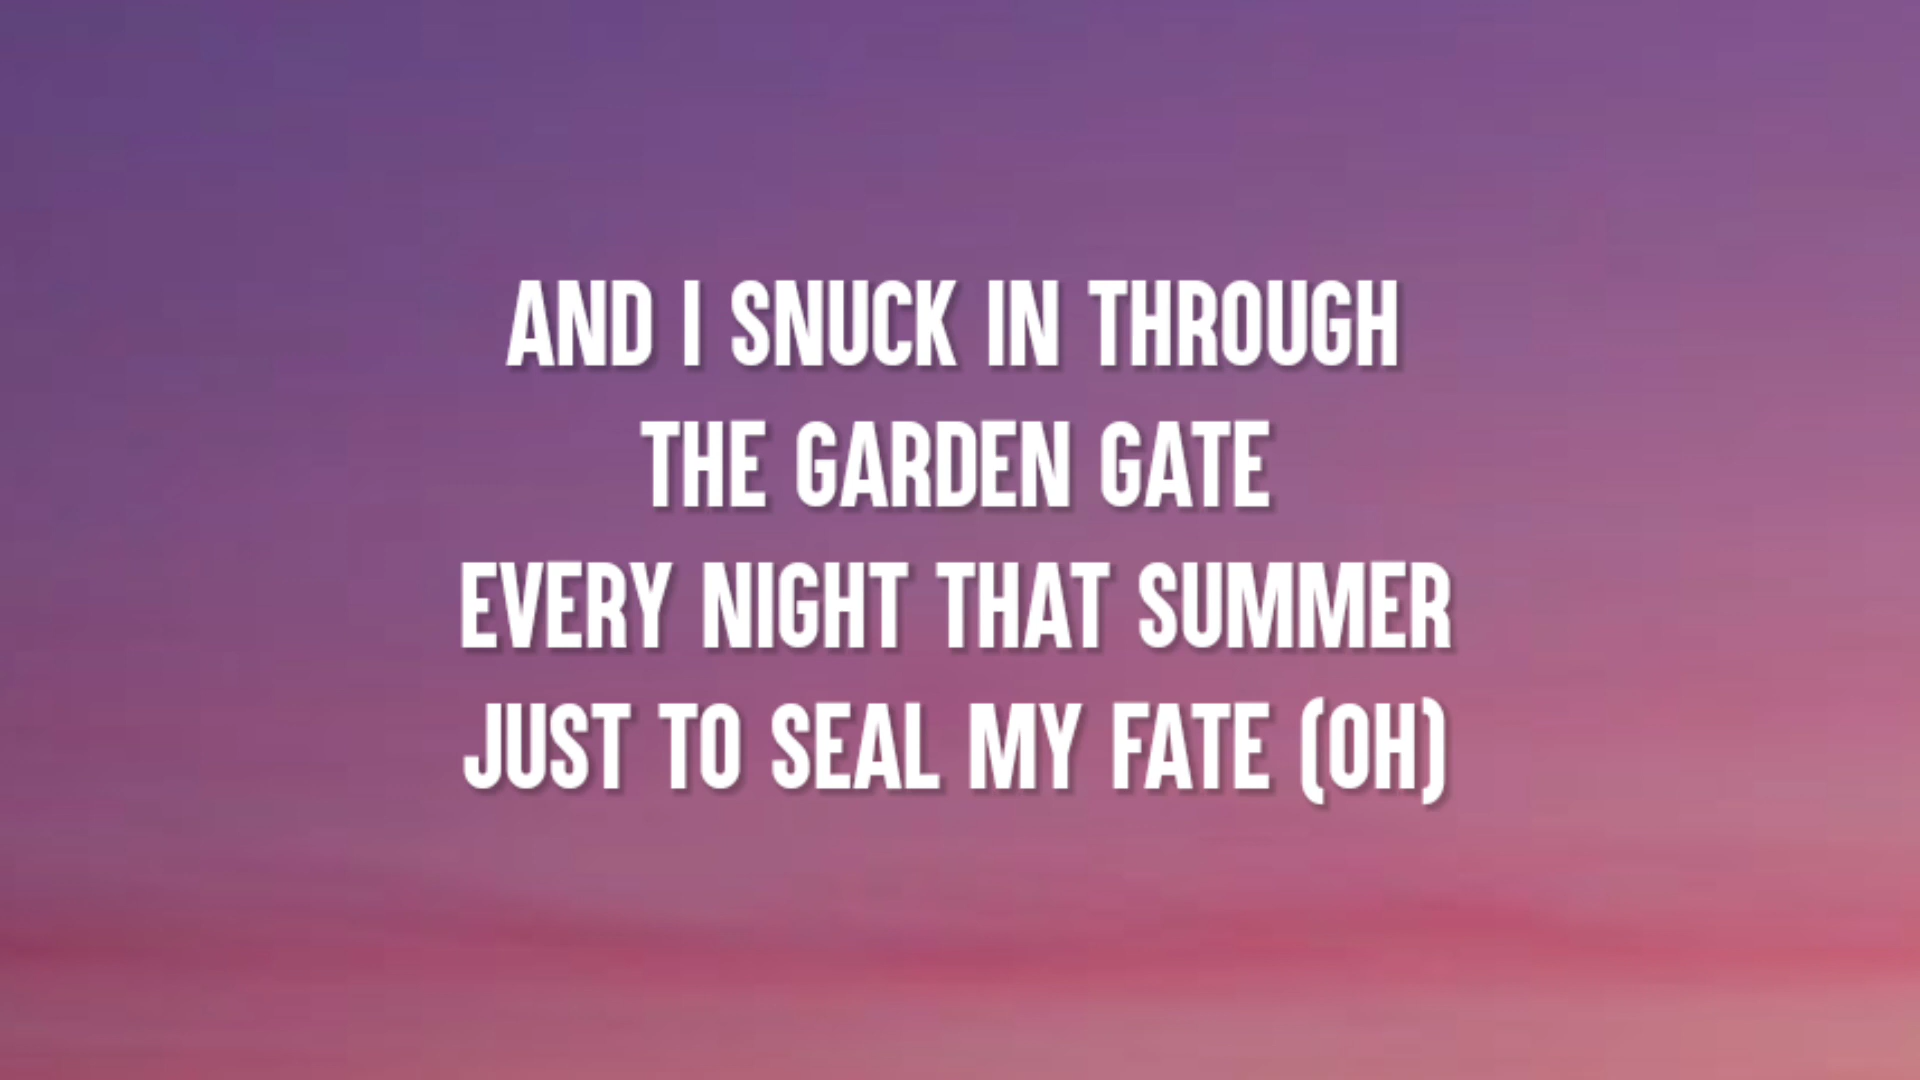 AND I SNUCK IN THROUGH
THE GARDEN GATE
EVERY NIGHT THAT SUMMER
JUST TO SEAL MY FATE (OH)